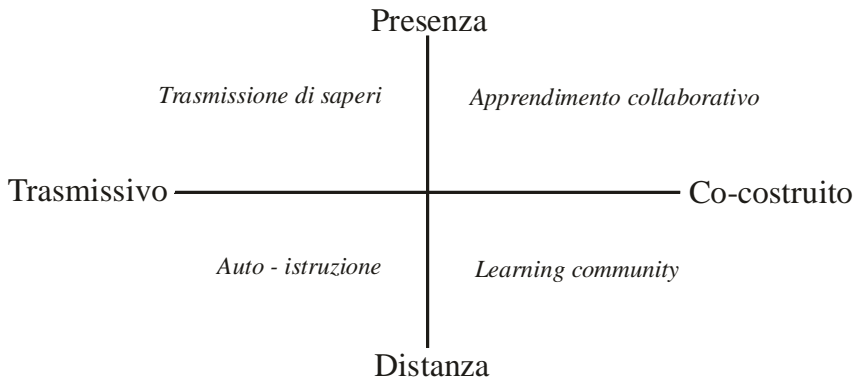 Presenza
Trasmissione di saperi
Apprendimento collaborativo
Trasmissivo
Co-costruito
Auto - istruzione
Learning community
Distanza